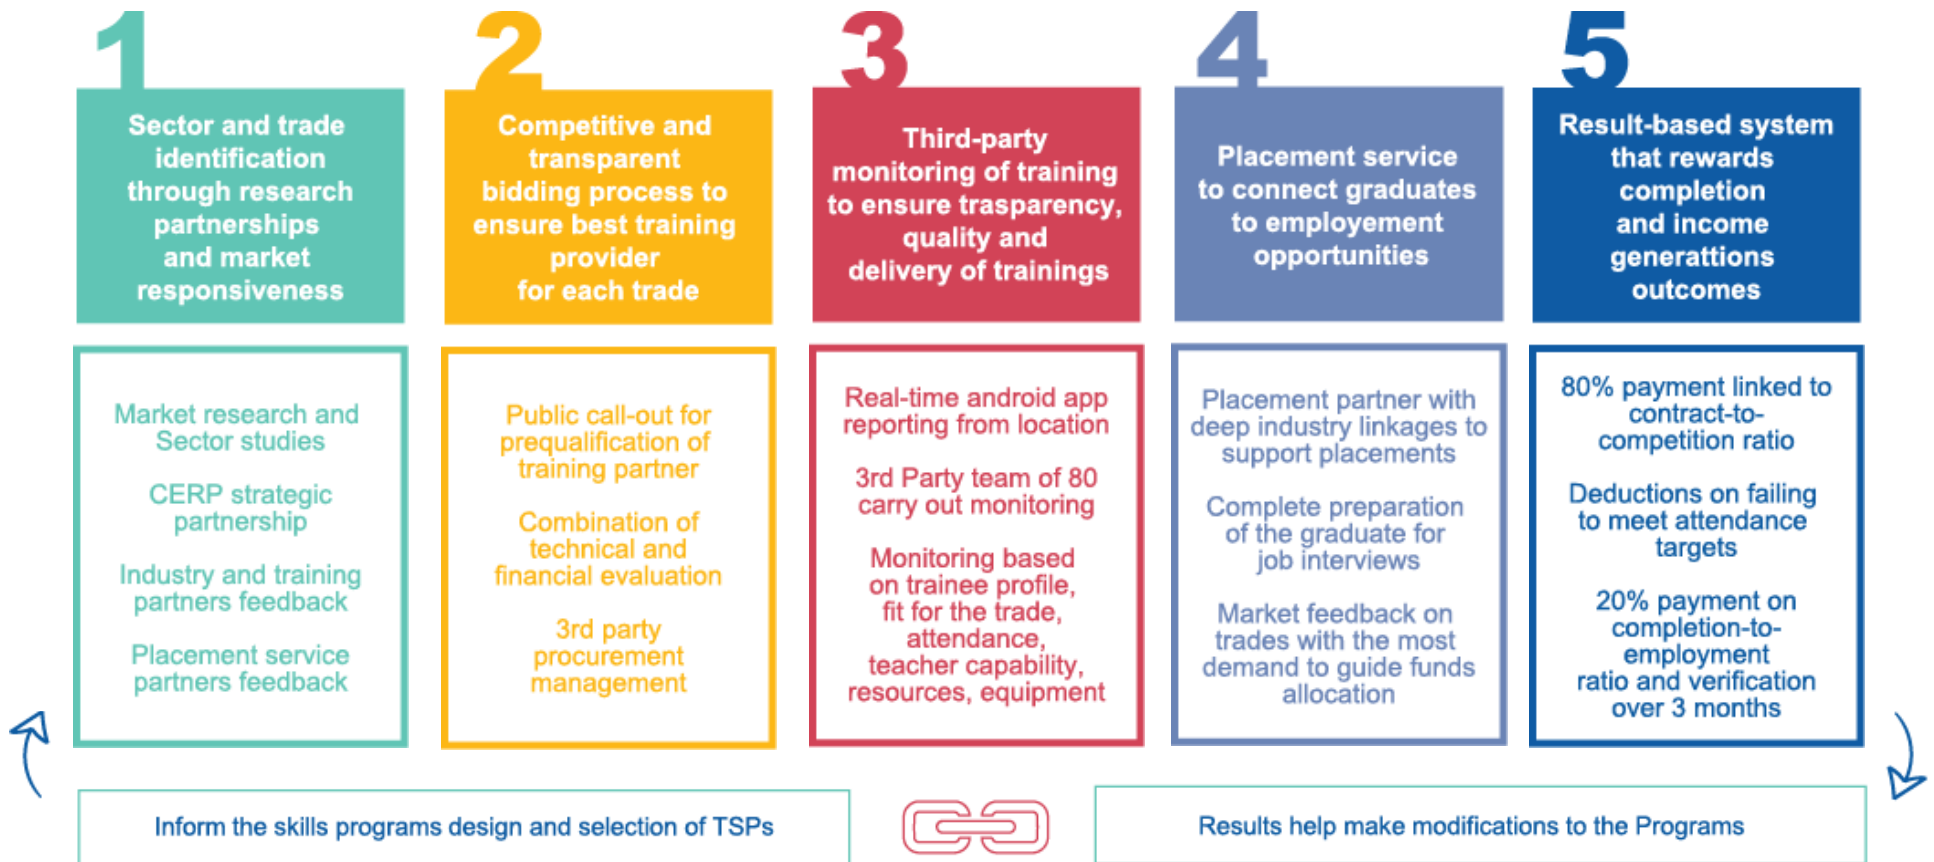 1
Sector and trade
identification
through research
partnerships
and market
responsiveness
Market research and
Sector studies
CERP strategic
partnership
Industry and training
partners feedback
Placement service
partners feedback
2
Competitive and
transparent
bidding process to
ensure best training
provider
for each trade
Public call-out for
prequalification of
training partner
Combination of
technical and
financial evaluation
3rd party
procurement
management
3
Third-party
monitoring of training
to ensure trasparency,
quality and
delivery of trainings
Real-time android app
reporting from location
3rd Party team of 80
carry out monitoring
Monitoring based
on trainee profile,
fit for the trade,
attendance,
teacher capability,
resources, equipment
4
Placement service
to connect graduates
to employement
opportunities
Placement partner with
deep industry linkages to
support placements
Complete preparation
of the graduate for
job interviews
Market feedback on
trades with the most
demand to guide funds
allocation
5
Result-based system
that rewards
completion
and income
generattions
outcomes
80% payment linked to
contract-to-
competition ratio
Deductions on failing
to meet attendance
targets
20% payment on
completion-to-
employment
ratio and verification
over 3 months
Inform the skills programs design and selection of TSPs
Results help make modifications to the Programs